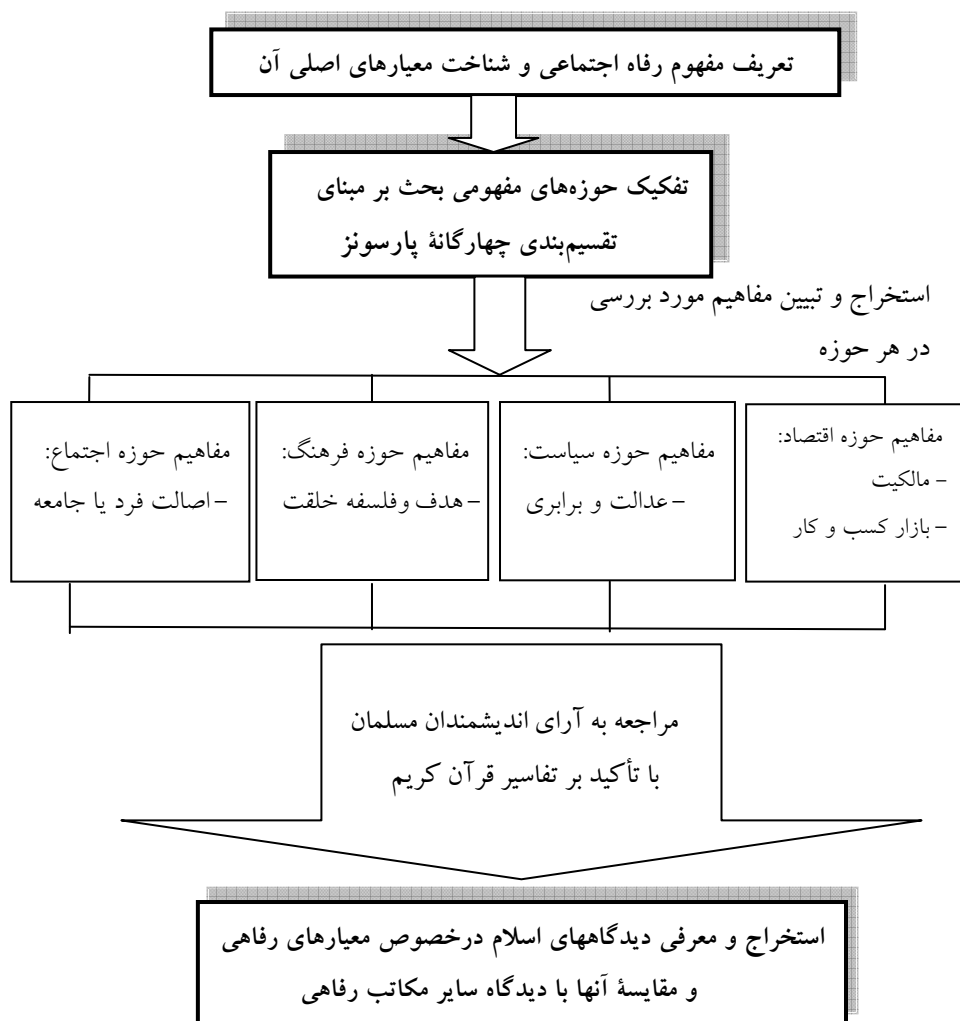 تعریف مفهوم رفاه اجتماعی و شناخت معیارهای اصلی آن
تفکیک حوزه‌های مفهومی بحث بر مبنای
تقسیم‌بندی چهارگانهٔ پارسونز
استخراج و تبیین مفاهیم مورد بررسی
در هر حوزه
مفاهیم حوزه اقتصاد:
– مالکیت
– بازار کسب و کار
مفاهیم حوزه سیاست:
– عدالت و برابری
مفاهیم حوزه فرهنگ:
– هدف وفلسفه خلقت
مفاهیم حوزه اجتماع:
– اصالت فرد یا جامعه
مراجعه به آرای اندیشمندان مسلمان
با تأکید بر تفاسیر قرآن کریم
استخراج و معرفی دیدگاههای اسلام درخصوص معیارهای رفاهی
و مقایسهٔ آنها با دیدگاه سایر مکاتب رفاهی